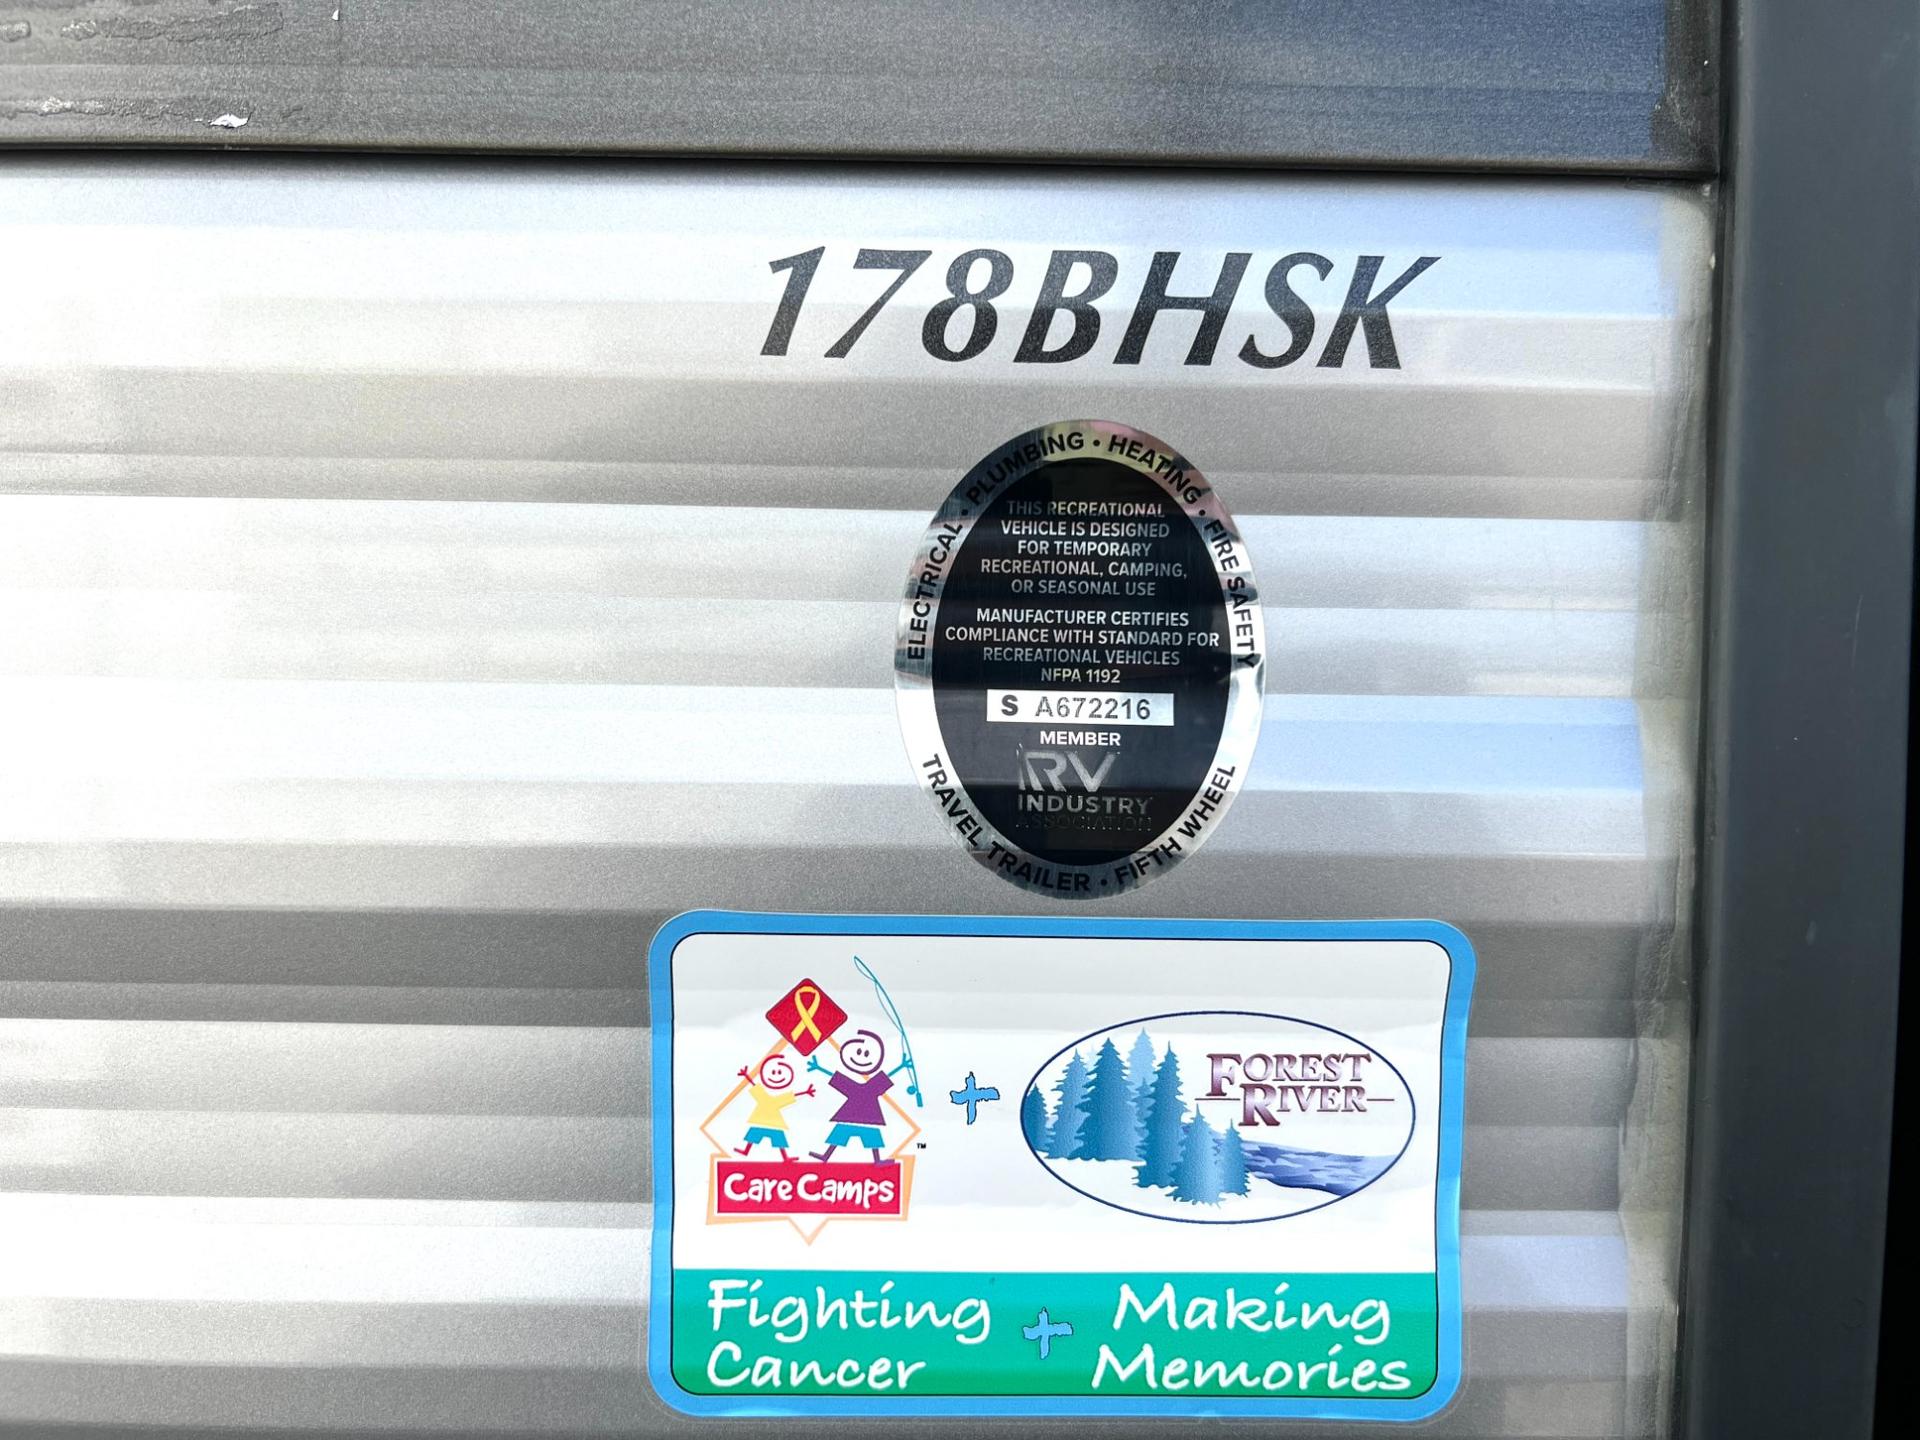 178BHSK
ELECTRICAL • PLUMBING • HEATING • FIRE SAFETY
THIS RECREATIONAL
VEHICLE IS DESIGNED
FOR TEMPORARY
RECREATIONAL, CAMPING,
OR SEASONAL USE
MANUFACTURER CERTIFIES
COMPLIANCE WITH STANDARD FOR
RECREATIONAL VEHICLES
NFPA 1192
S A672216
MEMBER
RV
INDUSTRY
ASSOCIATION
TRAVEL TRAILER • FIFTH WHEEL
Care Camps
™
+
FOREST
RIVER
Fighting
Cancer
+
Making
Memories